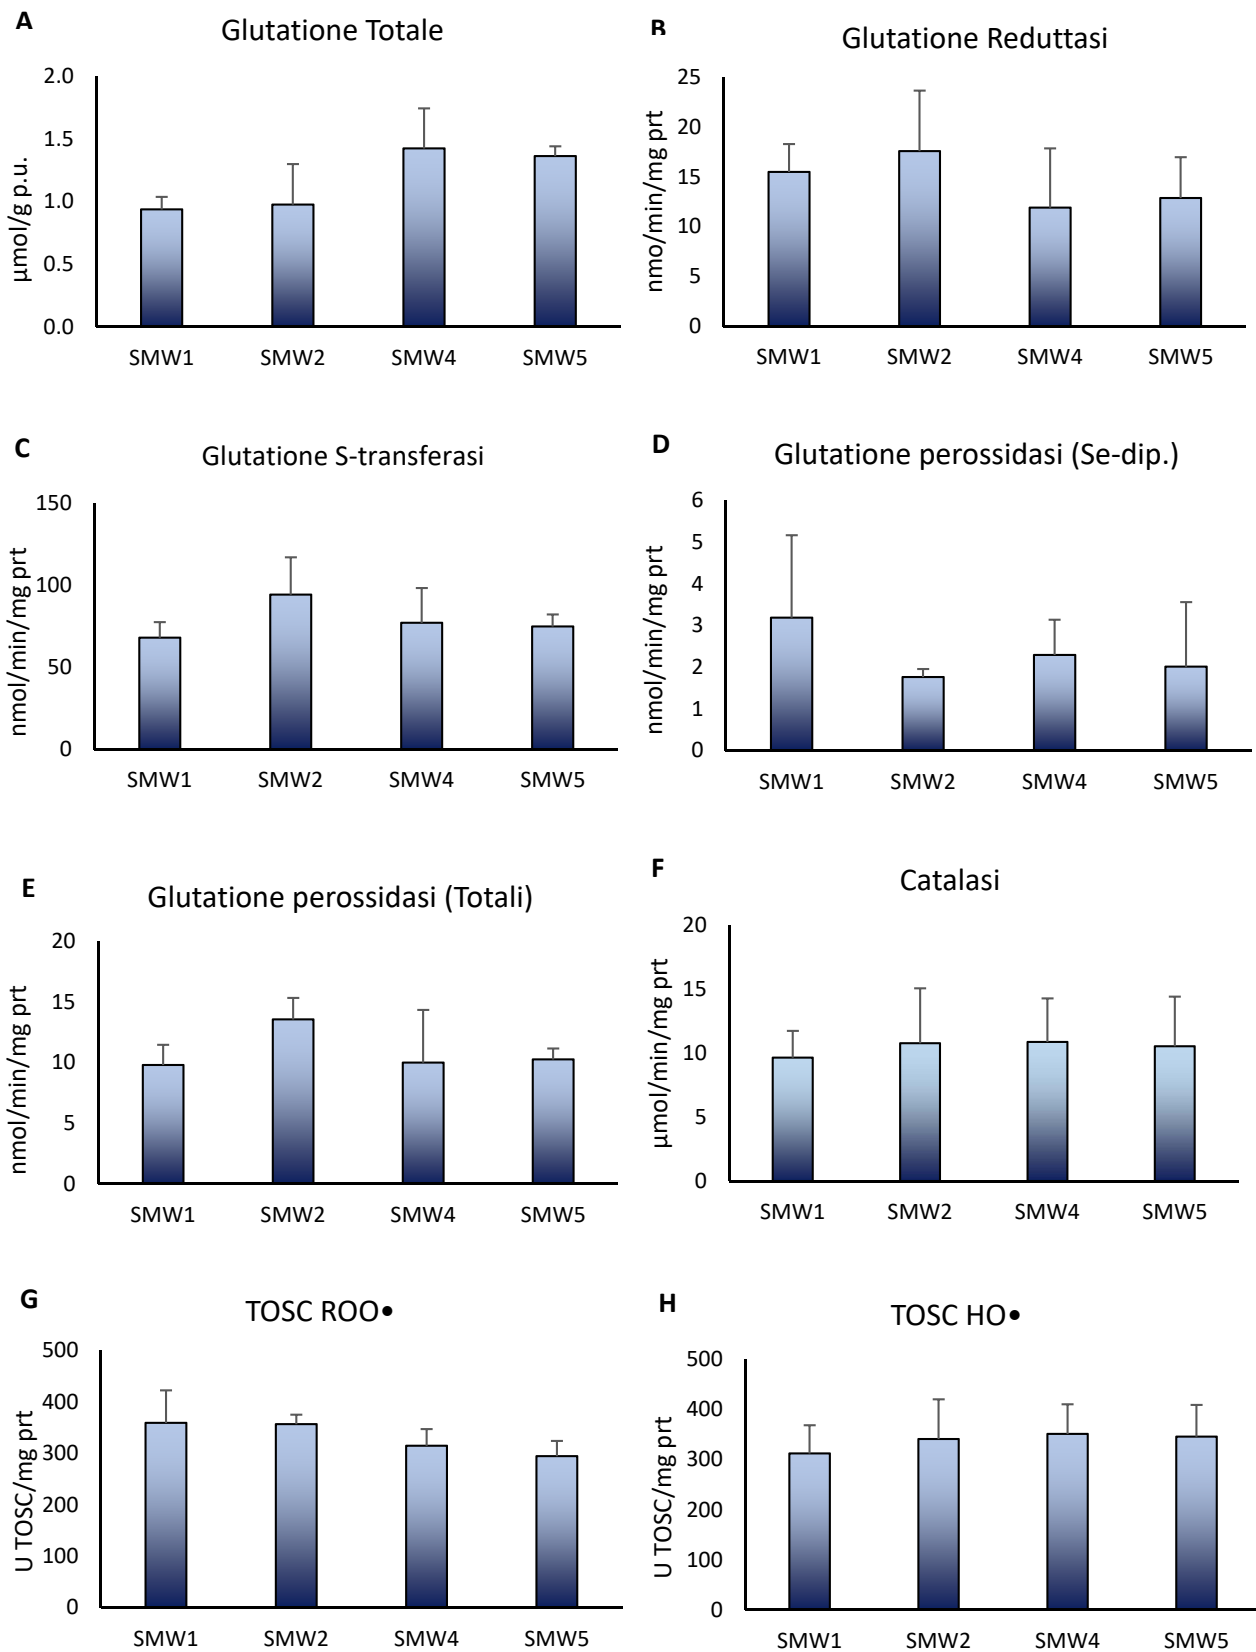 A
Glutatione Totale
µmol/g p.u.
2.0
1.5
1.0
0.5
0.0
SMW1 SMW2 SMW4 SMW5
B
Glutatione Reduttasi
nmo/min/mg prt
25
20
15
10
5
0
SMW1 SMW2 SMW4 SMW5
C
Glutatione S-transferasi
nmol/min/mg prt
150
100
50
0
SMW1 SMW2 SMW4 SMW5
D
Glutatione perossidasi (Se-dip.)
nmol/min/mg prt
6
5
4
3
2
1
0
SMW1 SMW2 SMW4 SMW5
E
Glutatione perossidasi (Totali)
nmol/min/mg prt
20
15
10
5
0
SMW1 SMW2 SMW4 SMW5
F
Catalasi
µmol/min/mg prt
20
15
10
5
0
SMW1 SMW2 SMW4 SMW5
G
TOSC ROO•
U TOSC/mg prt
500
400
300
200
100
0
SMW1 SMW2 SMW4 SMW5
H
TOSC HO•
U TOSC/mg prt
500
400
300
200
100
0
SMW1 SMW2 SMW4 SMW5